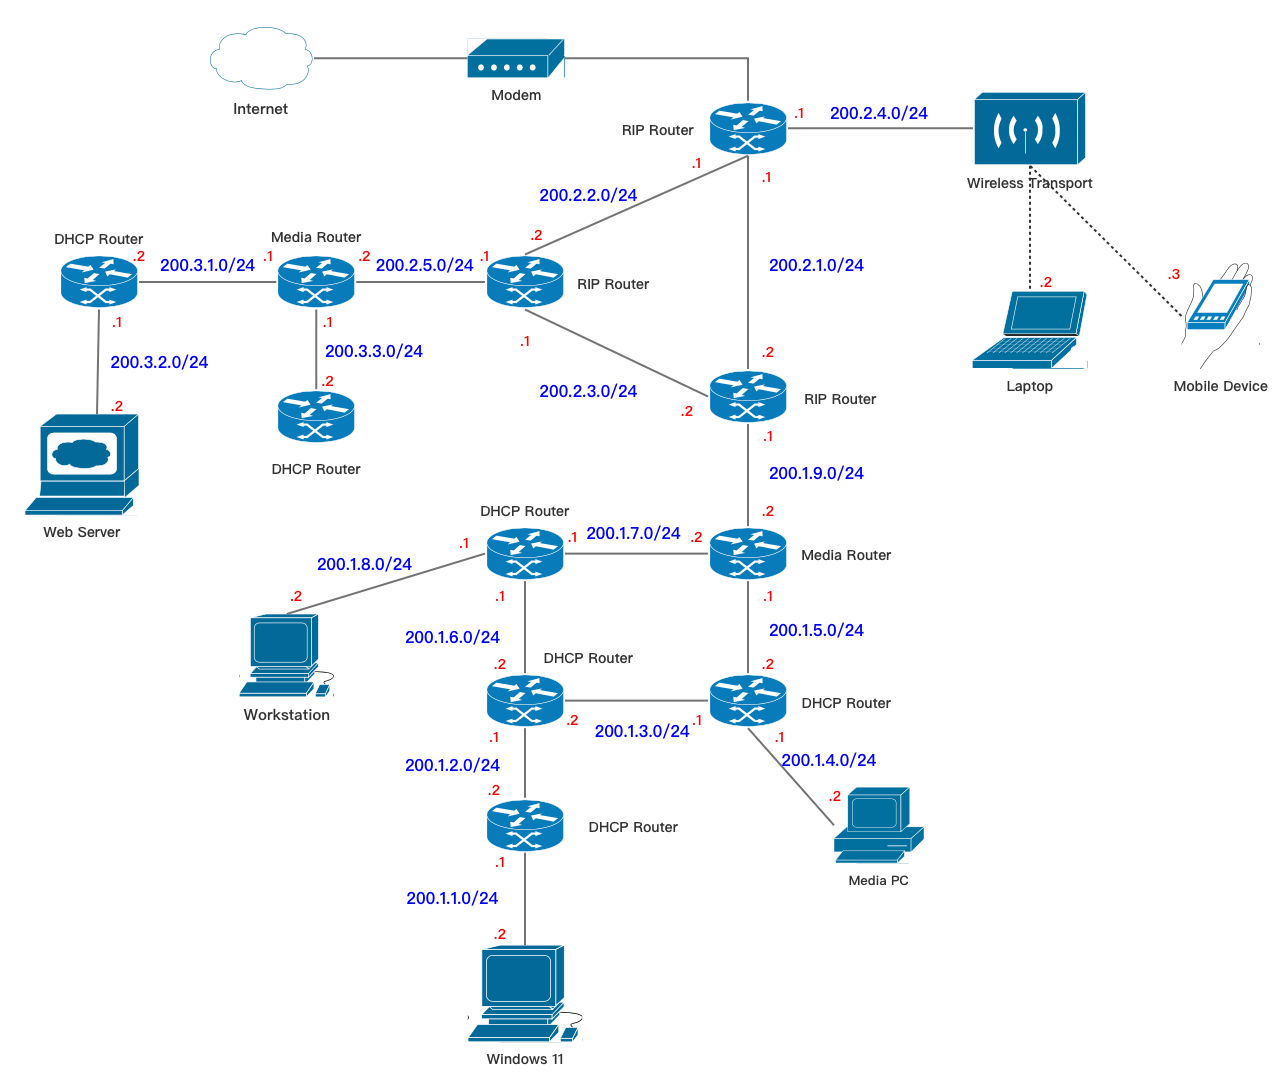 Internet
Modem
RIP Router
.1
200.2.4.0/24
Wireless Transport
.1
.1
200.2.2.0/24
.2
DHCP Router
.2
200.3.1.0/24
Media Router
.1
.2
200.2.5.0/24
.1
RIP Router
200.2.1.0/24
.2
Laptop
.3
Mobile Device
.1
200.3.2.0/24
.2
Web Server
.1
200.3.3.0/24
.2
DHCP Router
.1
200.2.3.0/24
.2
.2
RIP Router
.1
200.1.9.0/24
.2
DHCP Router
.1
200.1.7.0/24
.2
Media Router
.1
200.1.8.0/24
.2
Workstation
.1
200.1.6.0/24
.2
DHCP Router
.1
200.1.5.0/24
.2
DHCP Router
.2
200.1.3.0/24
.1
.1
200.1.4.0/24
.2
Media PC
.1
200.1.2.0/24
.2
DHCP Router
.1
200.1.1.0/24
.2
Windows 11